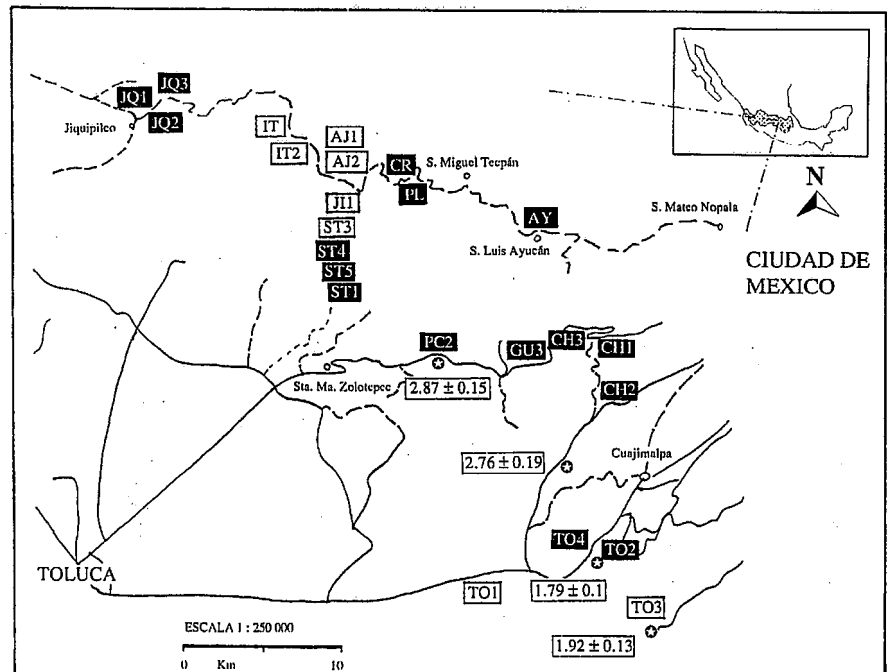 JQ1
JQ3
JQ2
Jiquipilco
IT
IT2
AJ1
AJ2
CR
PL
S. Miguel Tecpán
JI1
ST3
ST4
ST5
ST1
AY
S. Luis Ayucán
S. Mateo Nopala
N
CIUDAD DE
MEXICO
PC2
GU3
CH3
CH1
CH2
Sta. Ma. Zolotepec
2.87 ± 0.15
2.76 ± 0.19
Cuajimalpa
TO4
TO2
TOLUCA
TO1
1.79 ± 0.1
TO3
1.92 ± 0.13
ESCALA 1 : 250 000
0 Km 10